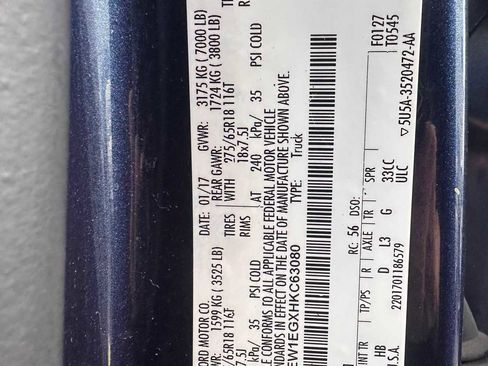 FORD MOTOR CO. DATE: 01/17 GVWR: 3175 KG (7000 LB)
1599 KG (3525 LB) REAR GAWR: 1724 KG (3800 LB)
65R18 116T TIRES 275/65R18 116T
WITH
7.5J RIMS 18x7.5J
kPa/ 35 PSI COLD AT 240 kPa/ 35 PSI COLD
CONFORMS TO ALL APPLICABLE FEDERAL MOTOR VEHICLE
SAFETY STANDARDS IN EFFECT ON THE DATE OF MANUFACTURE SHOWN ABOVE.
EW1EGXHKC63080 TYPE: Truck
F0127
T0545
RC: 56 DSO:
INT TR TP/PS R AXLE TR SPR
HB D L3 G 33CC
U.S.A. 2201701186579 ULC
▽5U5A-3520472-AA